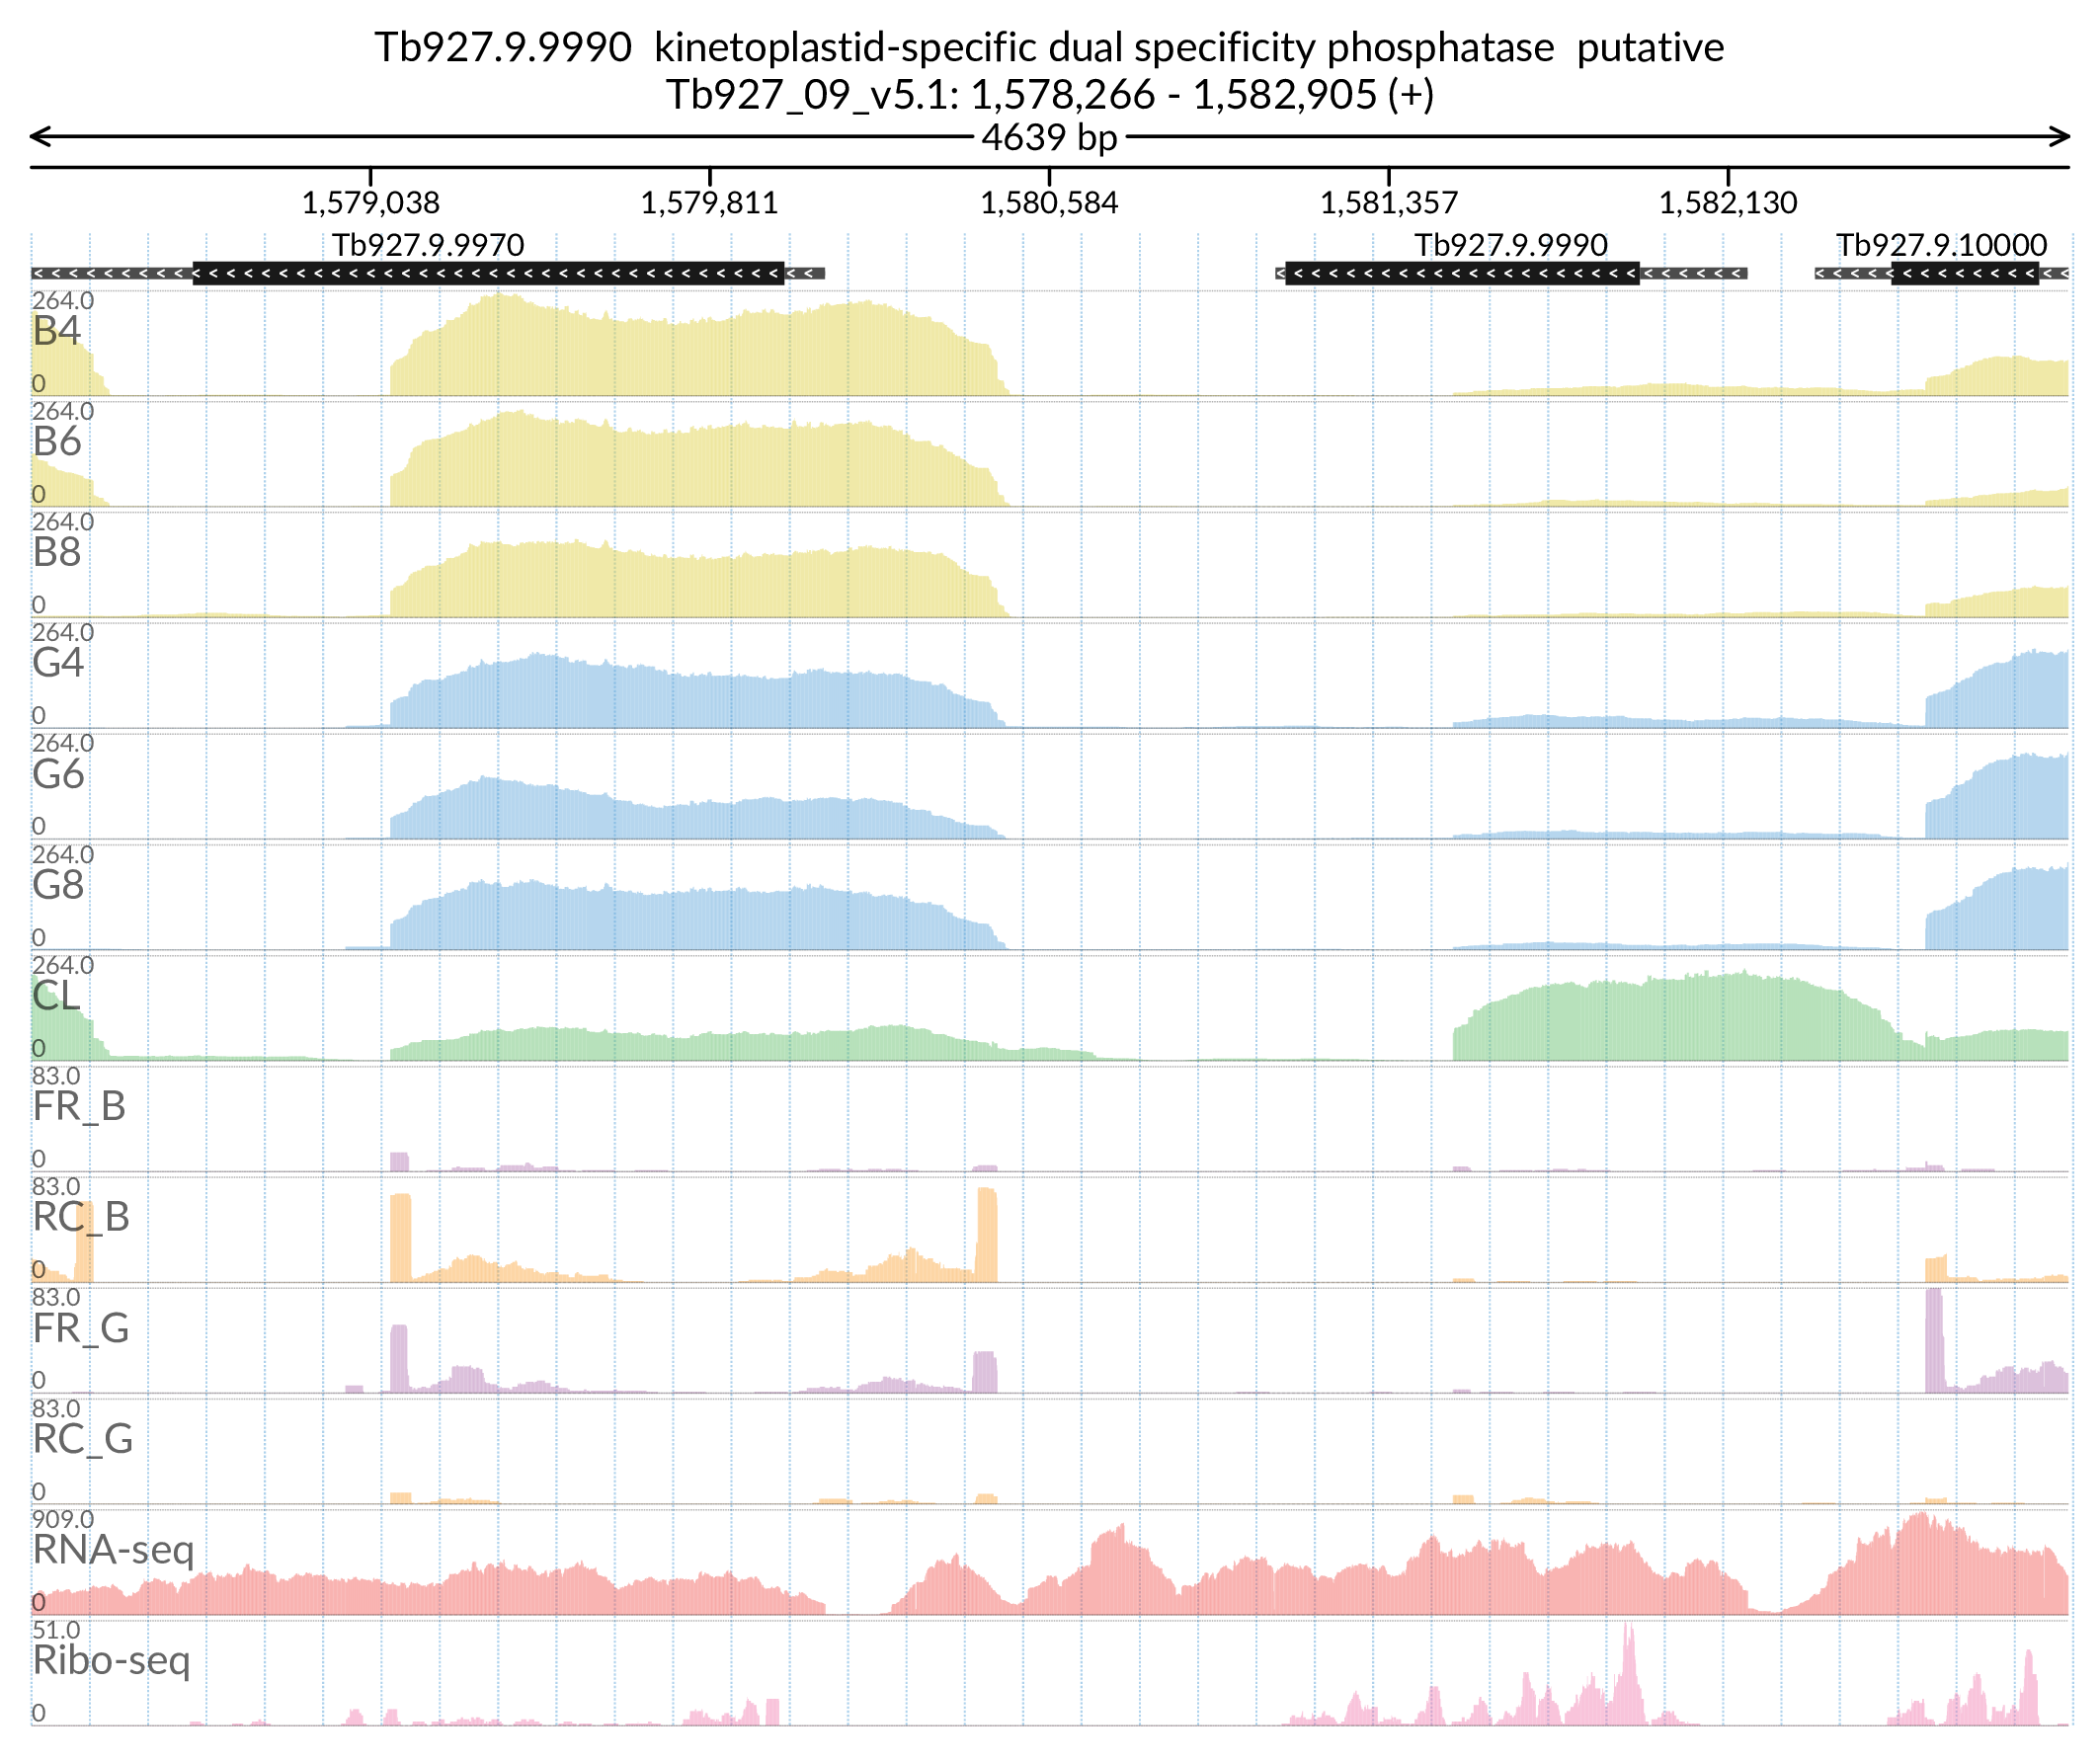 Tb927.9.9990  kinetoplastid-specific dual specificity phosphatase  putative
Tb927_09_v5.1: 1,578,266 - 1,582,905 (+)
4639 bp
1,579,038 1,579,811 1,580,584 1,581,357 1,582,130
Tb927.9.9970 Tb927.9.9990 Tb927.9.10000
264.0
B4
0
264.0
B6
0
264.0
B8
0
264.0
G4
0
264.0
G6
0
264.0
G8
0
264.0
CL
0
83.0
FR_B
0
83.0
RC_B
0
83.0
FR_G
0
83.0
RC_G
0
909.0
RNA-seq
0
51.0
Ribo-seq
0